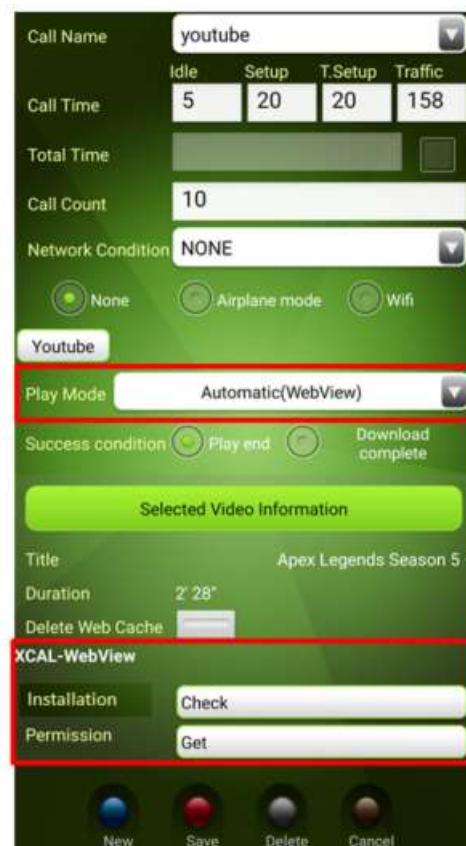 Call Name youtube
Idle Setup T.Setup Traffic
Call Time 5 20 20 158
Total Time
Call Count 10
Network Condition NONE
None Airplane mode Wifi
Youtube
Play Mode Automatic(WebView)
Success condition Play end Download complete
Selected Video Information
Title Apex Legends Season 5
Duration 2' 28"
Delete Web Cache
XCAL-WebView
Installation Check
Permission Get
New Save Delete Cancel